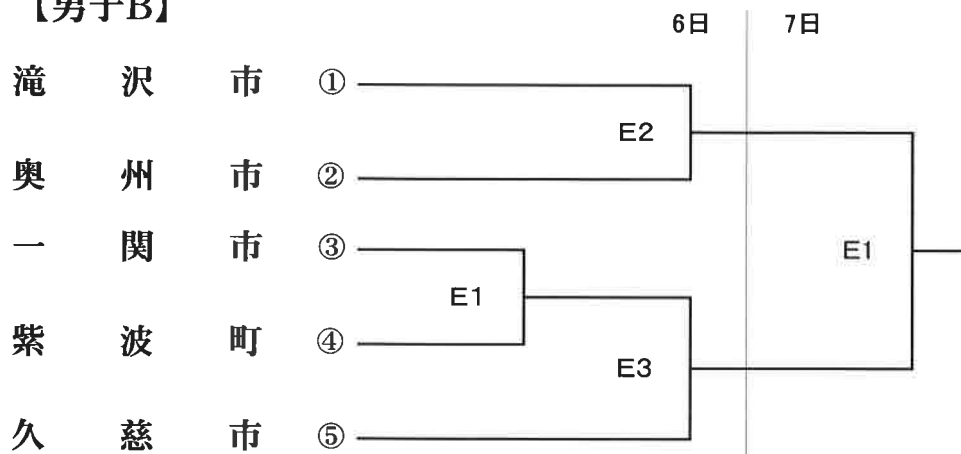 【男子B】
6日 7日
滝沢市 ①
E2
奥州市 ②
一関市 ③
E1
E1
紫波町 ④
E3
久慈市 ⑤